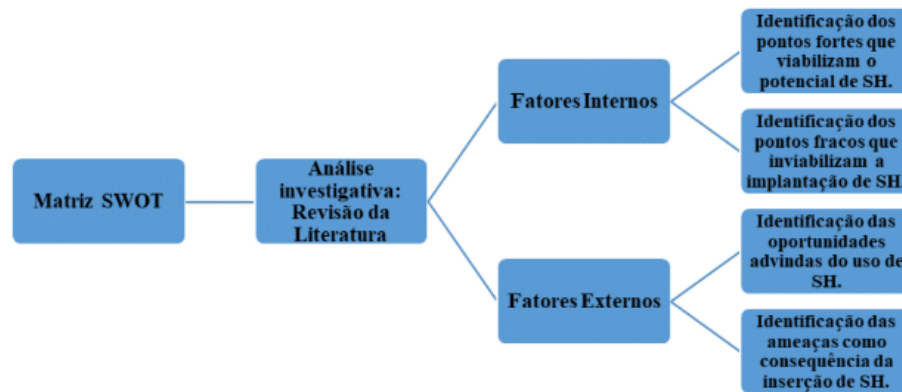 Matriz SWOT
Análise
investigativa:
Revisão da
Literatura
Fatores Internos
Identificação dos
pontos fortes que
viabilizam o
potencial de SH.
Identificação dos
pontos fracos que
inviabilizam a
implantação de SH.
Fatores Externos
Identificação das
oportunidades
advindas do uso de
SH.
Identificação das
ameaças como
consequência da
inserção de SH.